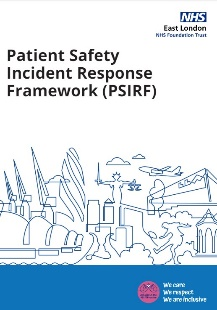 NHS
East London
NHS Foundation Trust
Patient Safety
Incident Response
Framework (PSIRF)
We care
We respect
We are inclusive